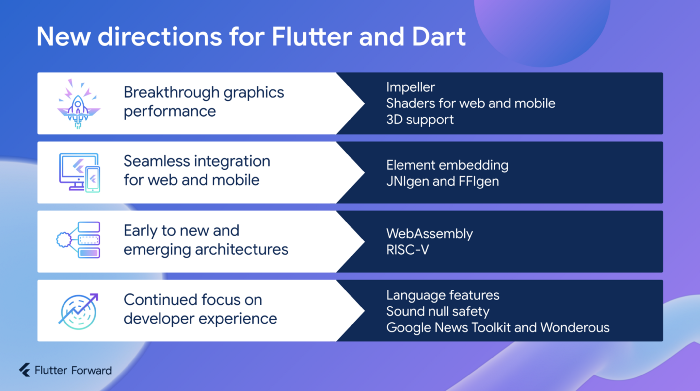 New directions for Flutter and Dart
Breakthrough graphics
performance
Impeller
Shaders for web and mobile
3D support
Seamless integration
for web and mobile
Element embedding
JNIgen and FFIgen
Early to new and
emerging architectures
WebAssembly
RISC-V
Continued focus on
developer experience
Language features
Sound null safety
Google News Toolkit and Wonderous
Flutter Forward